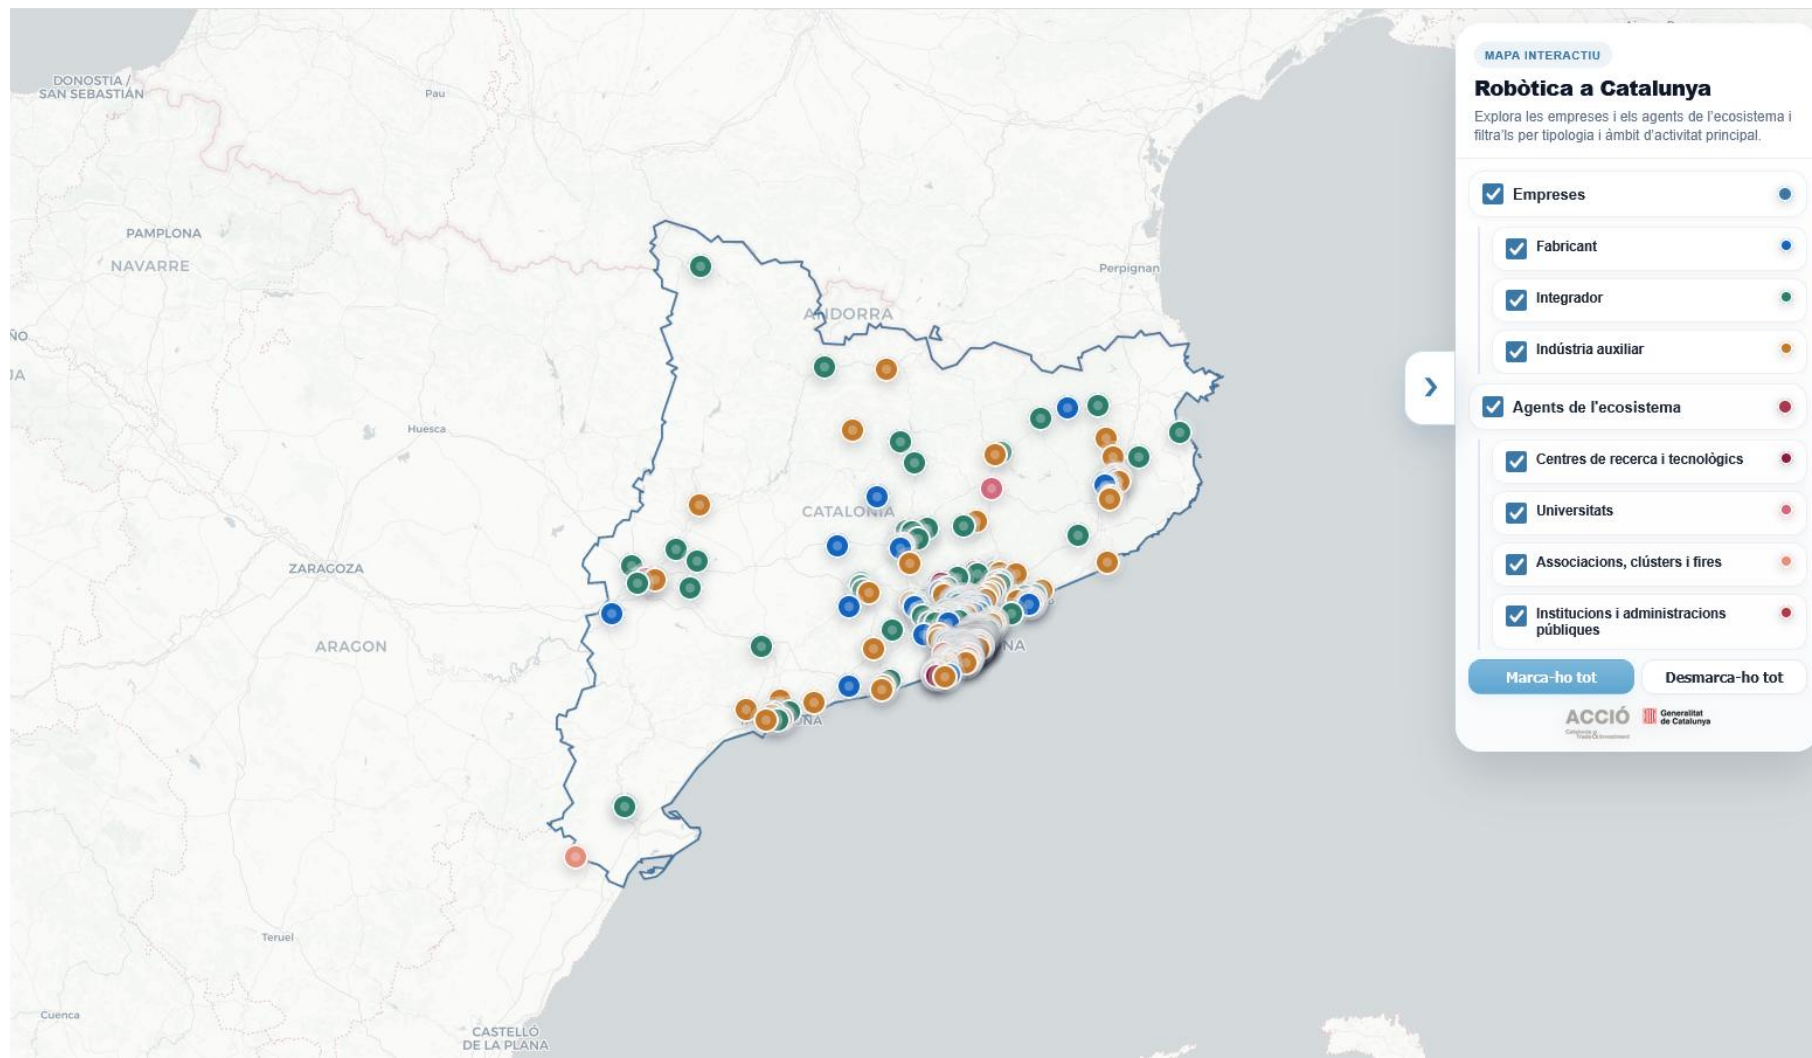 DONOSTIA /
SAN SEBASTIÁN
Pau
PAMPLONA
NAVARRE
Perpignan
ANDORRA
Huesca
CATALONIA
ZARAGOZA
ARAGON
Teruel
Cuenca
CASTELLÓ
DE LA PLANA
MAPA INTERACTIU
Robòtica a Catalunya
Explora les empreses i els agents de l'ecosistema i
filtra'ls per tipologia i àmbit d'activitat principal.
Empreses
Fabricant
Integrador
Indústria auxiliar
Agents de l'ecosistema
Centres de recerca i tecnològics
Universitats
Associacions, clústers i fires
Institucions i administracions
públiques
Marca-ho tot
Desmarca-ho tot
ACCIÓ
Generalitat
de Catalunya